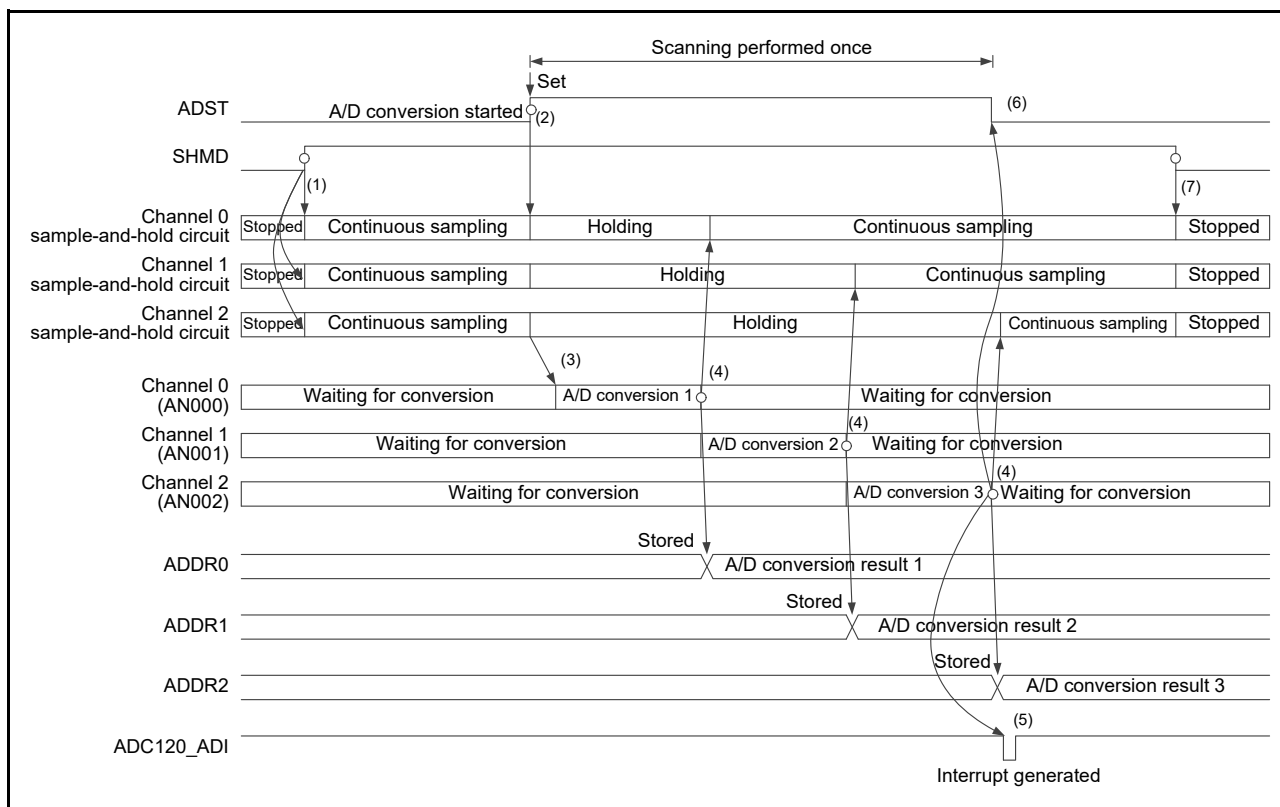 Scanning performed once
Set
ADST
A/D conversion started
(2)
(6)
SHMD
(1)
(7)
Channel 0
sample-and-hold circuit
Stopped
Continuous sampling
Holding
Continuous sampling
Stopped
Channel 1
sample-and-hold circuit
Stopped
Continuous sampling
Holding
Continuous sampling
Stopped
Channel 2
sample-and-hold circuit
Stopped
Continuous sampling
Holding
Continuous sampling
Stopped
(3)
(4)
Channel 0
(AN000)
Waiting for conversion
A/D conversion 1
Waiting for conversion
(4)
Channel 1
(AN001)
Waiting for conversion
A/D conversion 2
Waiting for conversion
(4)
Channel 2
(AN002)
Waiting for conversion
A/D conversion 3
Waiting for conversion
Stored
ADDR0
A/D conversion result 1
Stored
ADDR1
A/D conversion result 2
Stored
ADDR2
A/D conversion result 3
(5)
ADC120_ADI
Interrupt generated